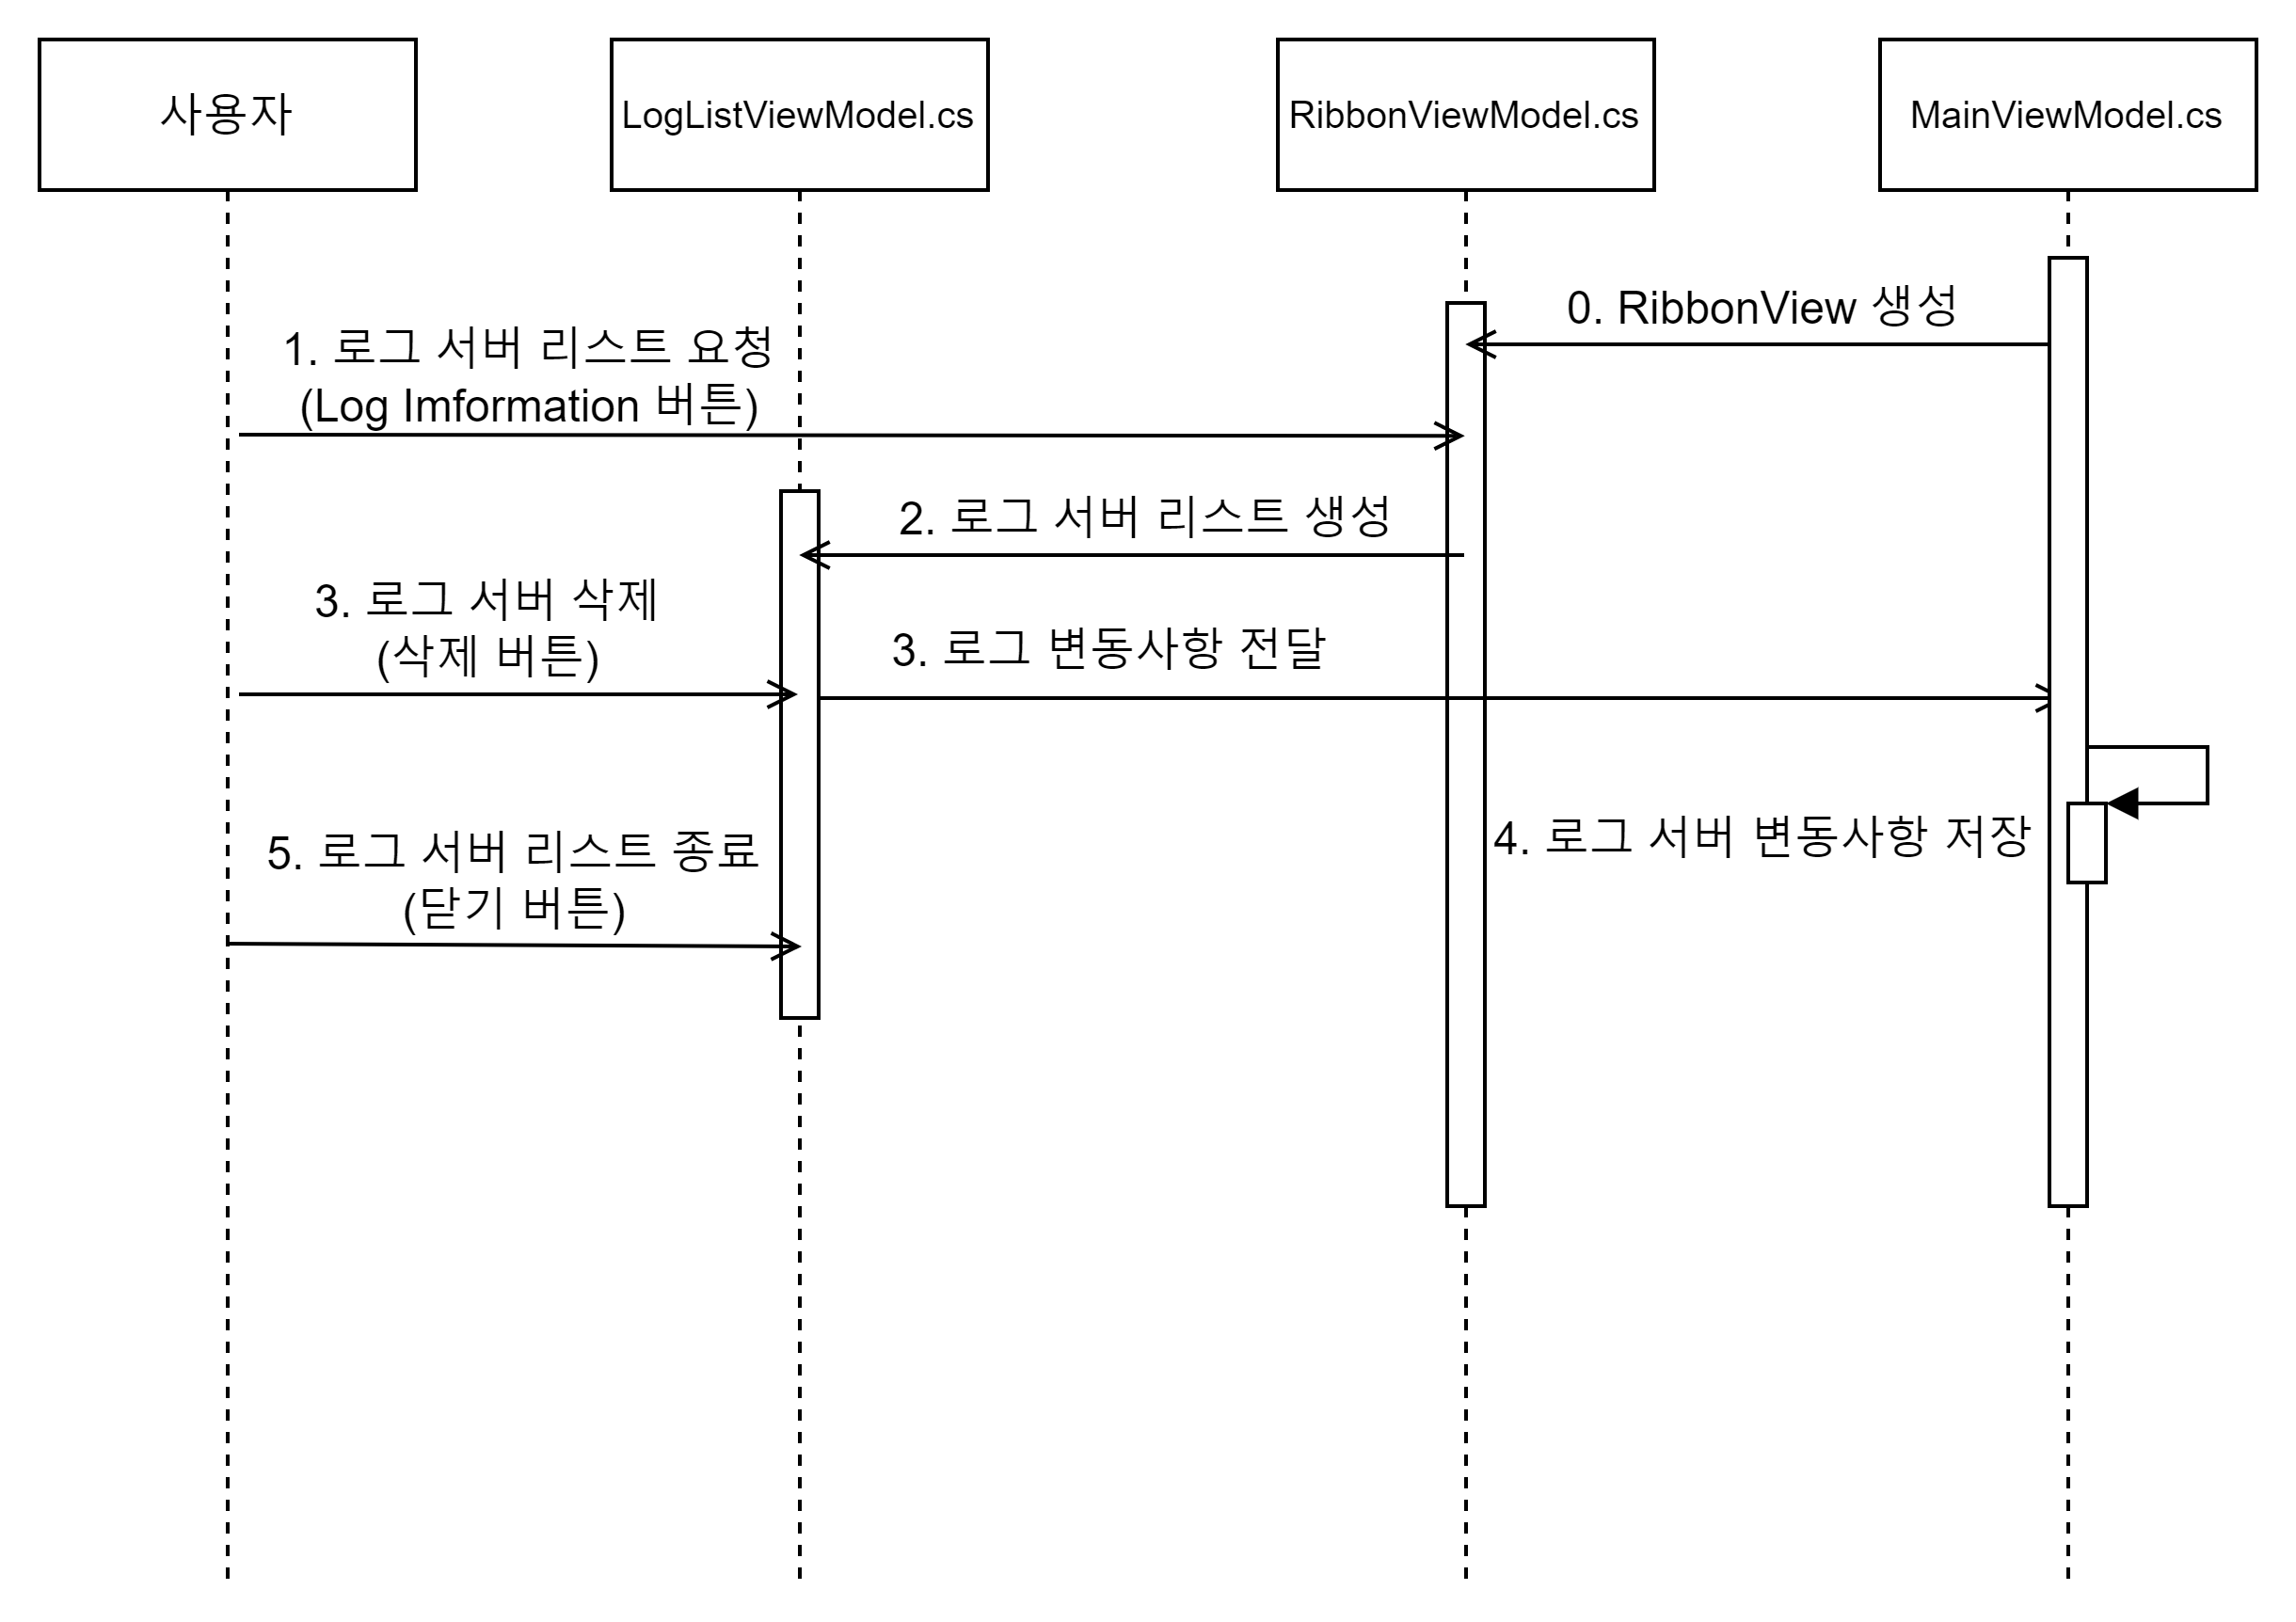 사용자
LogListViewModel.cs
RibbonViewModel.cs
MainViewModel.cs
0. RibbonView 생성
1. 로그 서버 리스트 요청
(Log Imformation 버튼)
2. 로그 서버 리스트 생성
3. 로그 서버 삭제
(삭제 버튼)
3. 로그 변동사항 전달
4. 로그 서버 변동사항 저장
5. 로그 서버 리스트 종료
(닫기 버튼)